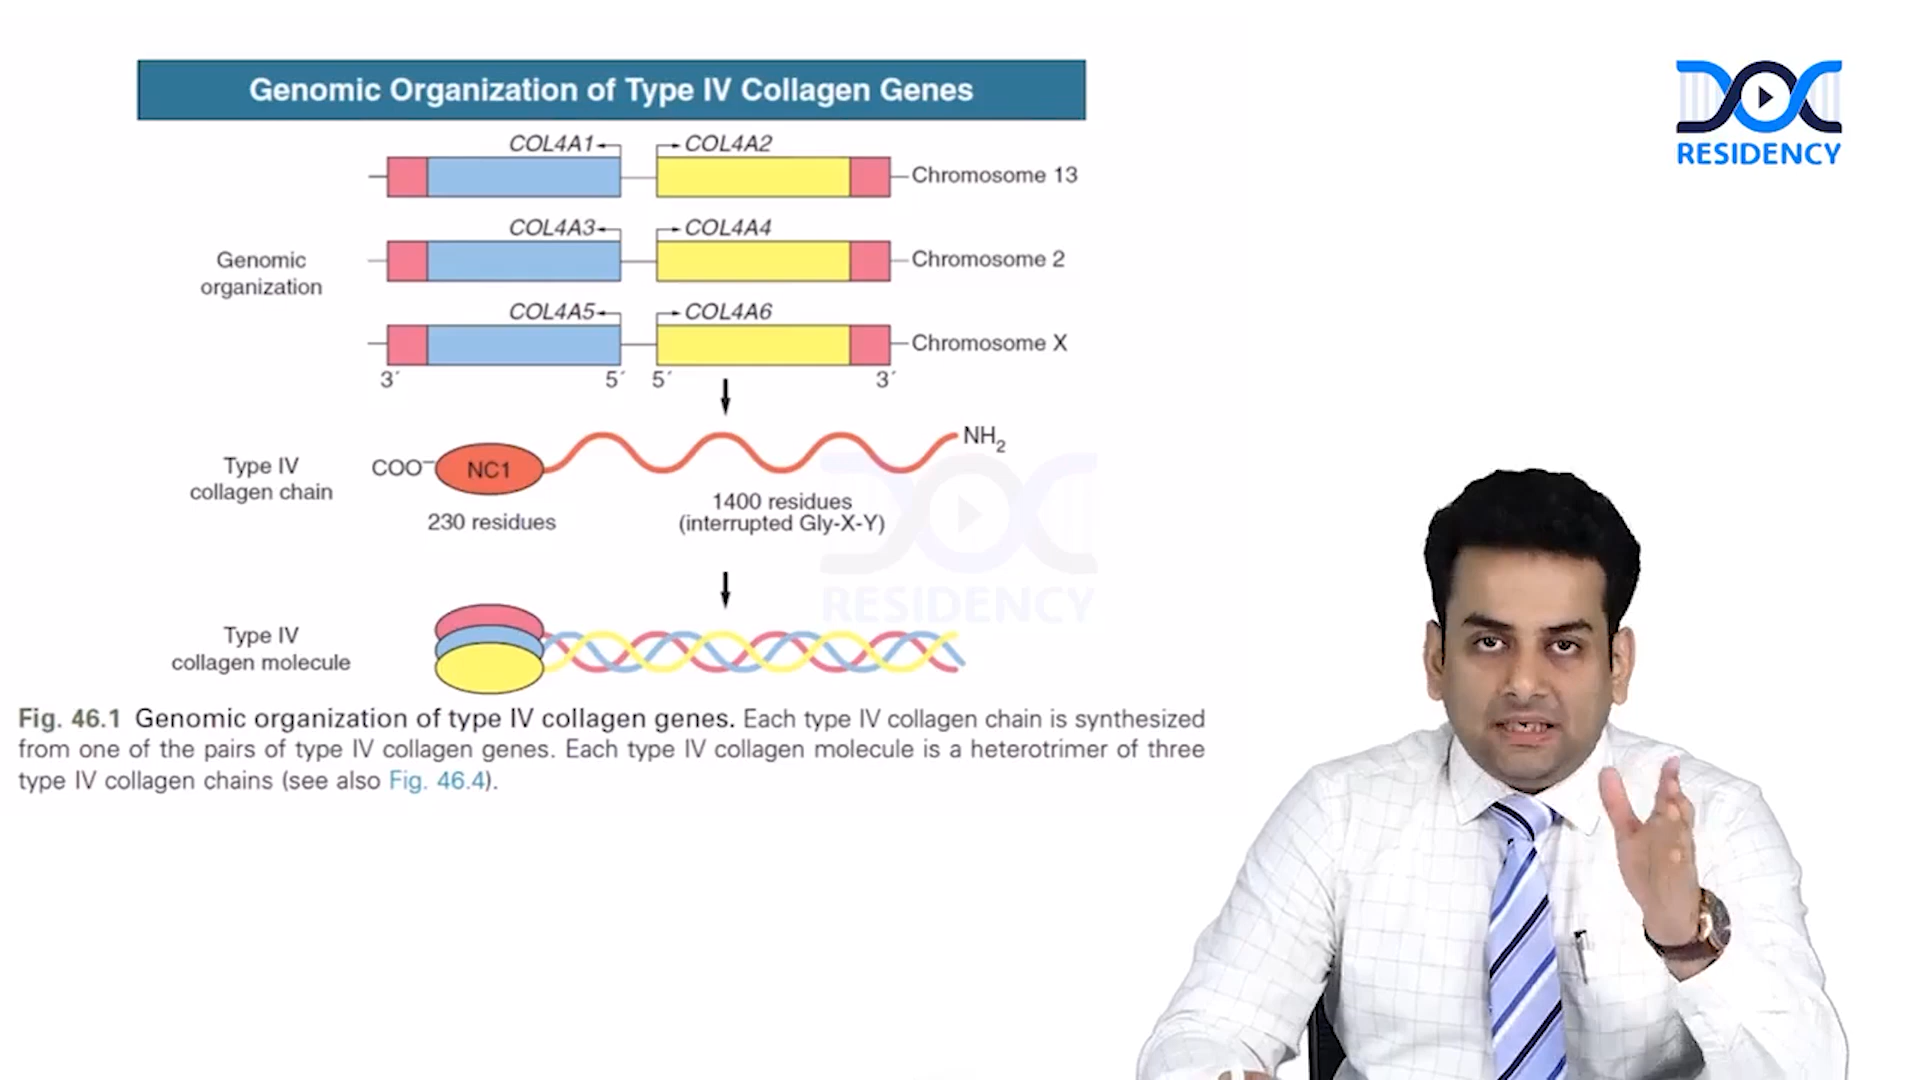 Genomic Organization of Type IV Collagen Genes
DOC
RESIDENCY
COL4A1
COL4A2
Chromosome 13
COL4A3
COL4A4
Chromosome 2
Genomic
organization
COL4A5
COL4A6
Chromosome X
3´
5´
5´
3´
Type IV
collagen chain
COO⁻
NC1
NH₂
230 residues
1400 residues
(interrupted Gly-X-Y)
DOC
RESIDENCY
Type IV
collagen molecule
Fig. 46.1 Genomic organization of type IV collagen genes. Each type IV collagen chain is synthesized
from one of the pairs of type IV collagen genes. Each type IV collagen molecule is a heterotrimer of three
type IV collagen chains (see also Fig. 46.4).